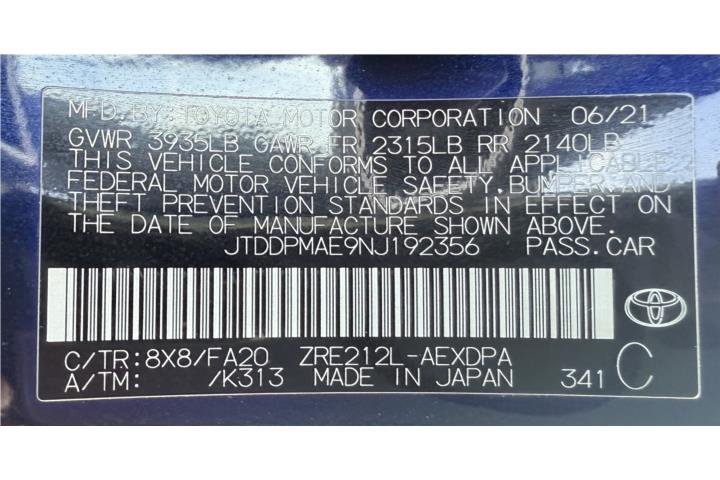 MFD. BY: TOYOTA MOTOR CORPORATION 06/21
GVWR 3935LB GAWR FR 2315LB RR 2140LB
THIS VEHICLE CONFORMS TO ALL APPLICABLE
FEDERAL MOTOR VEHICLE SAFETY, BUMPER, AND
THEFT PREVENTION STANDARDS IN EFFECT ON
THE DATE OF MANUFACTURE SHOWN ABOVE.
JTDDPMAE9NJ192356 PASS.CAR
C/TR:8X8/FA20 ZRE212L-AEXDPA
A/TM: /K313 MADE IN JAPAN 341 C